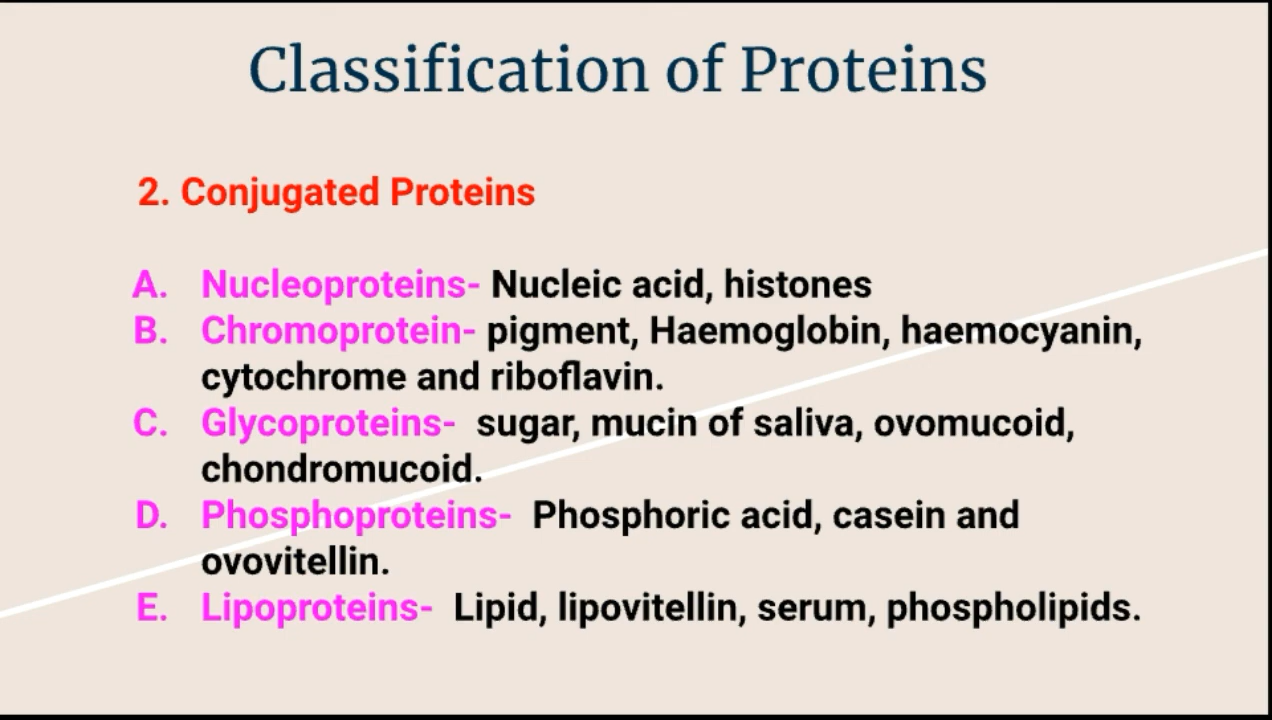 Classification of Proteins
2. Conjugated Proteins
A. Nucleoproteins- Nucleic acid, histones
B. Chromoprotein- pigment, Haemoglobin, haemocyanin,
cytochrome and riboflavin.
C. Glycoproteins- sugar, mucin of saliva, ovomucoid,
chondromucoid.
D. Phosphoproteins- Phosphoric acid, casein and
ovovitellin.
E. Lipoproteins- Lipid, lipovitellin, serum, phospholipids.